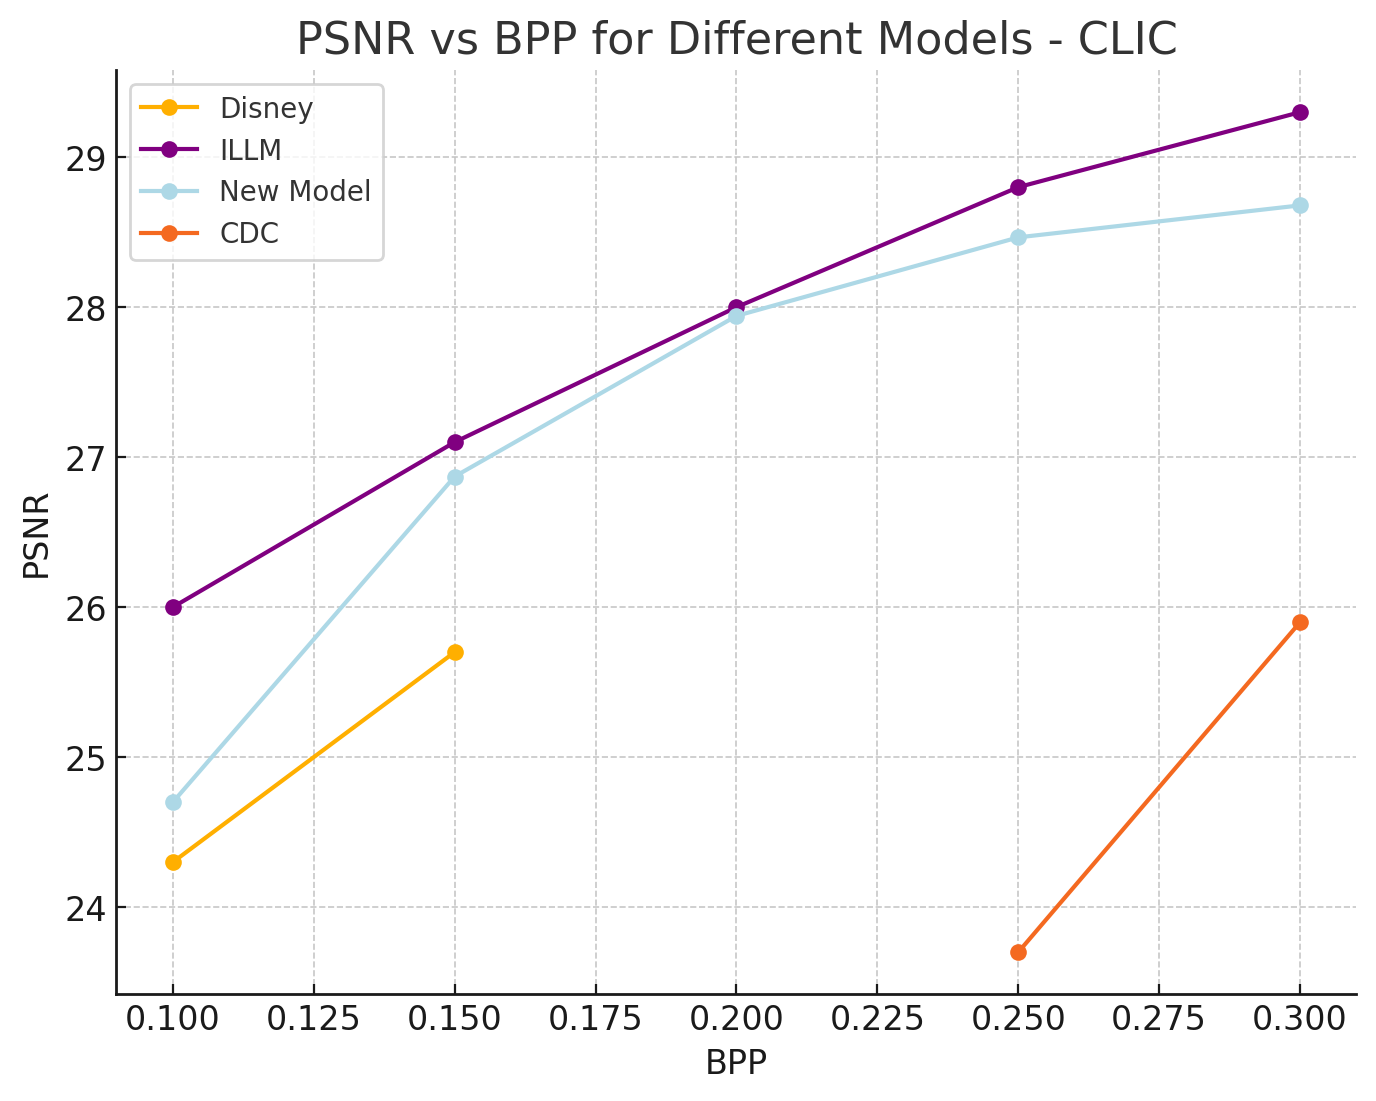 PSNR vs BPP for Different Models - CLIC
Disney
ILLM
New Model
CDC
29
28
27
26
25
24
PSNR
0.100 0.125 0.150 0.175 0.200 0.225 0.250 0.275 0.300
BPP